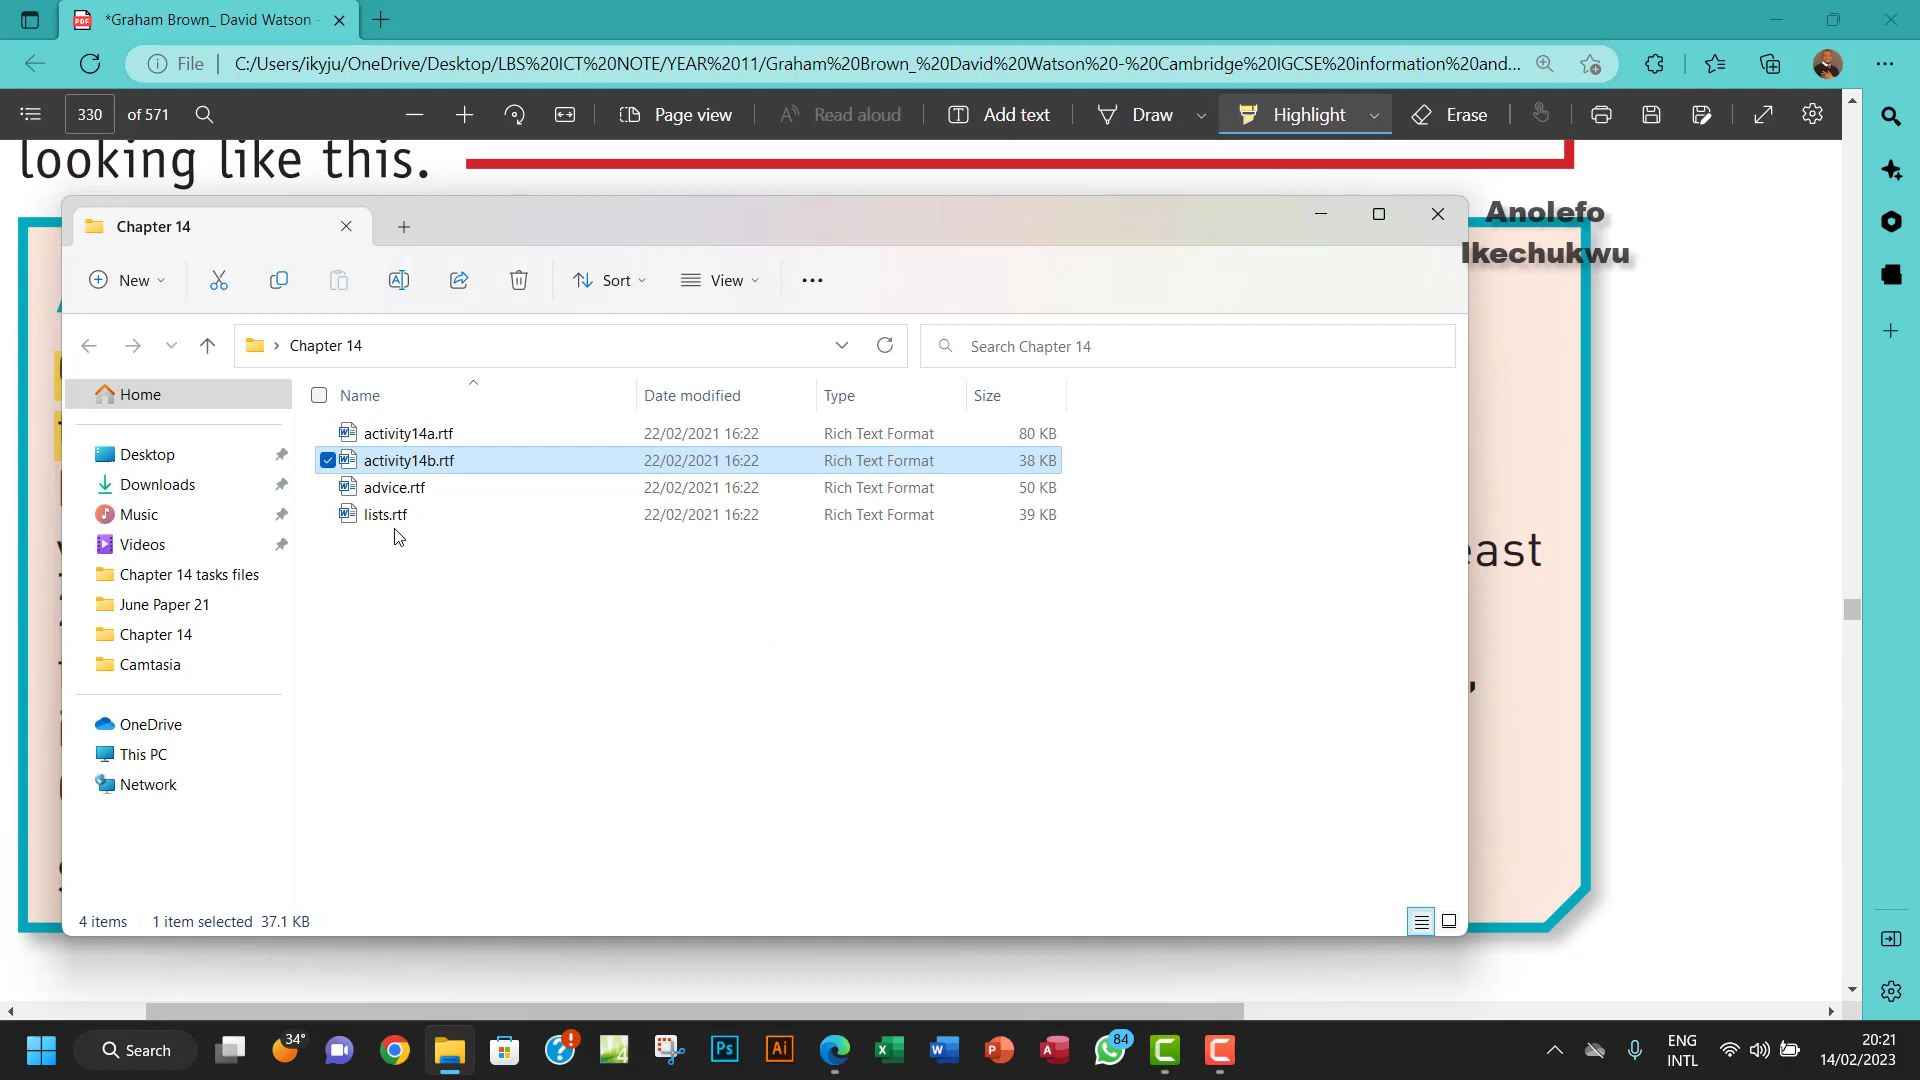 *Graham Brown_ David Watson -
File
C:/Users/ikyju/OneDrive/Desktop/LBS%20ICT%20NOTE/YEAR%2011/Graham%20Brown_%20David%20Watson%20-%20Cambridge%20IGCSE%20information%20and...
330 of 571
Page view
Read aloud
Add text
Draw
Highlight
Erase
looking like this.
Anolefo
Ikechukwu
Chapter 14
New
Sort
View
Chapter 14
Search Chapter 14
Home
Name Date modified Type Size
activity14a.rtf 22/02/2021 16:22 Rich Text Format 80 KB
activity14b.rtf 22/02/2021 16:22 Rich Text Format 38 KB
advice.rtf 22/02/2021 16:22 Rich Text Format 50 KB
lists.rtf 22/02/2021 16:22 Rich Text Format 39 KB
Desktop
Downloads
Music
Videos
Chapter 14 tasks files
June Paper 21
Chapter 14
Camtasia
OneDrive
This PC
Network
4 items 1 item selected 37.1 KB
Search
34°
84
ENG
INTL
20:21
14/02/2023